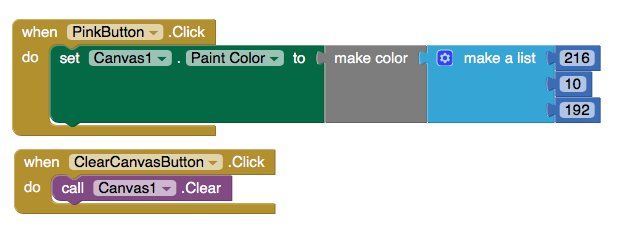 when PinkButton .Click
do set Canvas1 . Paint Color to make color make a list 216
10
192
when ClearCanvasButton .Click
do call Canvas1 .Clear